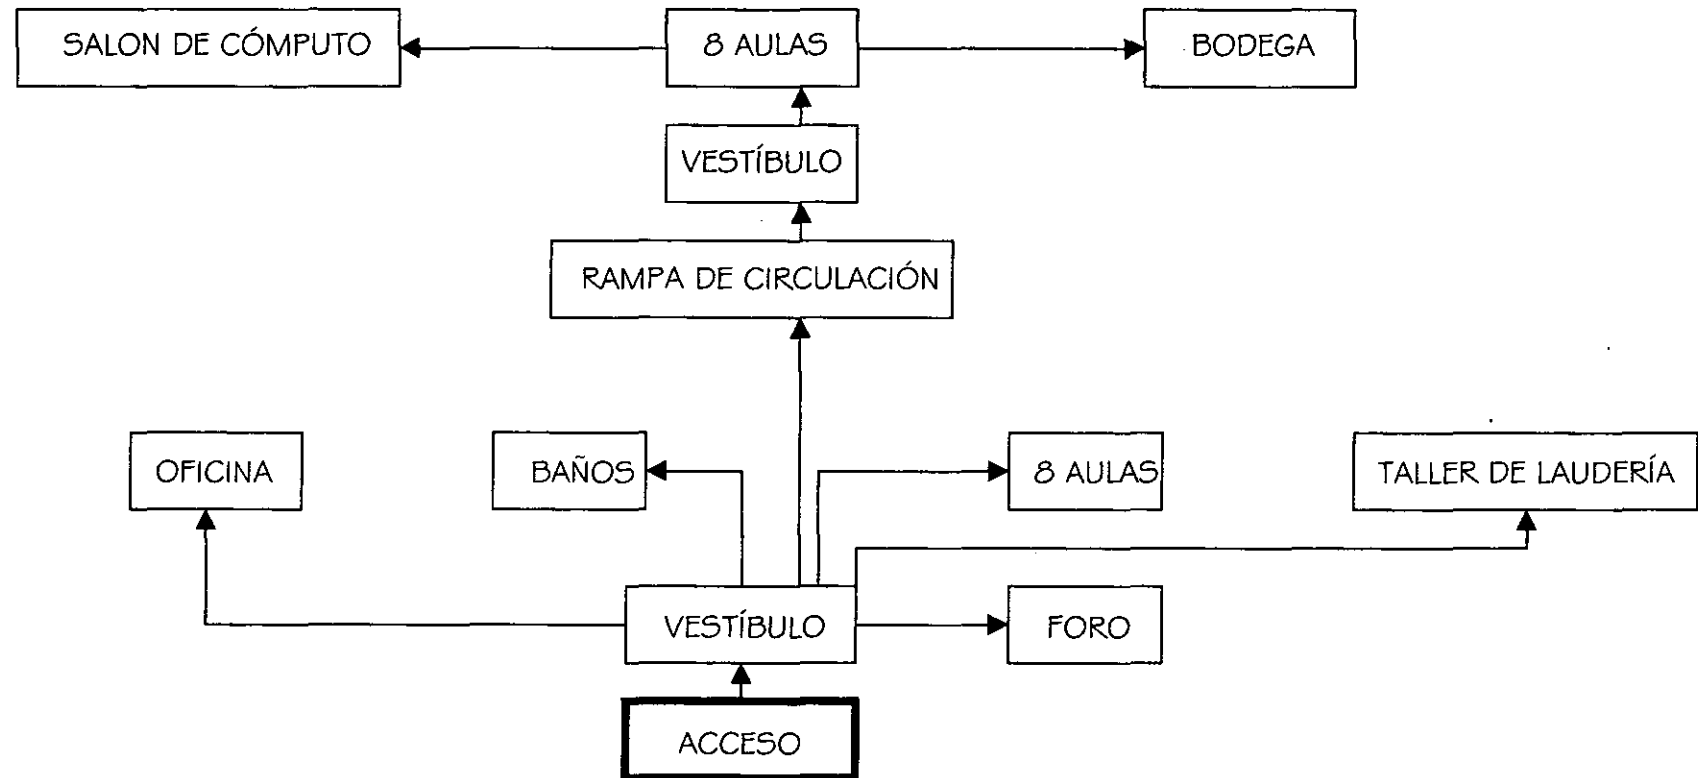 SALON DE CÓMPUTO
8 AULAS
BODEGA
VESTÍBULO
RAMPA DE CIRCULACIÓN
OFICINA
BAÑOS
8 AULAS
TALLER DE LAUDERÍA
VESTÍBULO
FORO
ACCESO